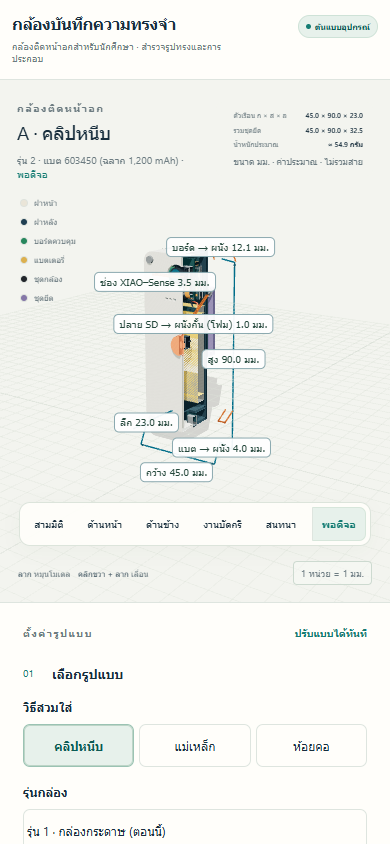 กล้องบันทึกความทรงจำ
กล้องติดหน้าอกสำหรับนักศึกษา · สำรวจรูปทรงและการ
ประกอบ
ต้นแบบอุปกรณ์
กล้องติดหน้าอก
A · คลิปหนีบ
รุ่น 2 · แบต 603450 (ฉลาก 1,200 mAh) ·
พอดีจอ
ตัวเรือน ก × ส × ล 45.0 × 90.0 × 23.0
รวมชุดยึด 45.0 × 90.0 × 32.5
น้ำหนักประมาณ ≈ 54.9 กรัม
ขนาด มม. · ค่าประมาณ · ไม่รวมสาย
ฝาหน้า
ฝาหลัง
บอร์ดควบคุม
แบตเตอรี่
ชุดกล้อง
ชุดยึด
บอร์ด → ผนัง 12.1 มม.
ช่อง XIAO–Sense 3.5 มม.
ปลาย SD → ผนังกั้น (โฟม) 1.0 มม.
สูง 90.0 มม.
ลึก 23.0 มม.
แบต → ผนัง 4.0 มม.
กว้าง 45.0 มม.
สามมิติ ด้านหน้า ด้านข้าง งานบัดกรี สนทนา พอดีจอ
ลาก หมุนโมเดล คลิกขวา + ลาก เลื่อน
1 หน่วย = 1 มม.
ตั้งค่ารูปแบบ
ปรับแบบได้ทันที
01 เลือกรูปแบบ
วิธีสวมใส่
คลิปหนีบ แม่เหล็ก ห้อยคอ
รุ่นกล่อง
รุ่น 1 · กล่องกระดาษ (ตอนนี้)